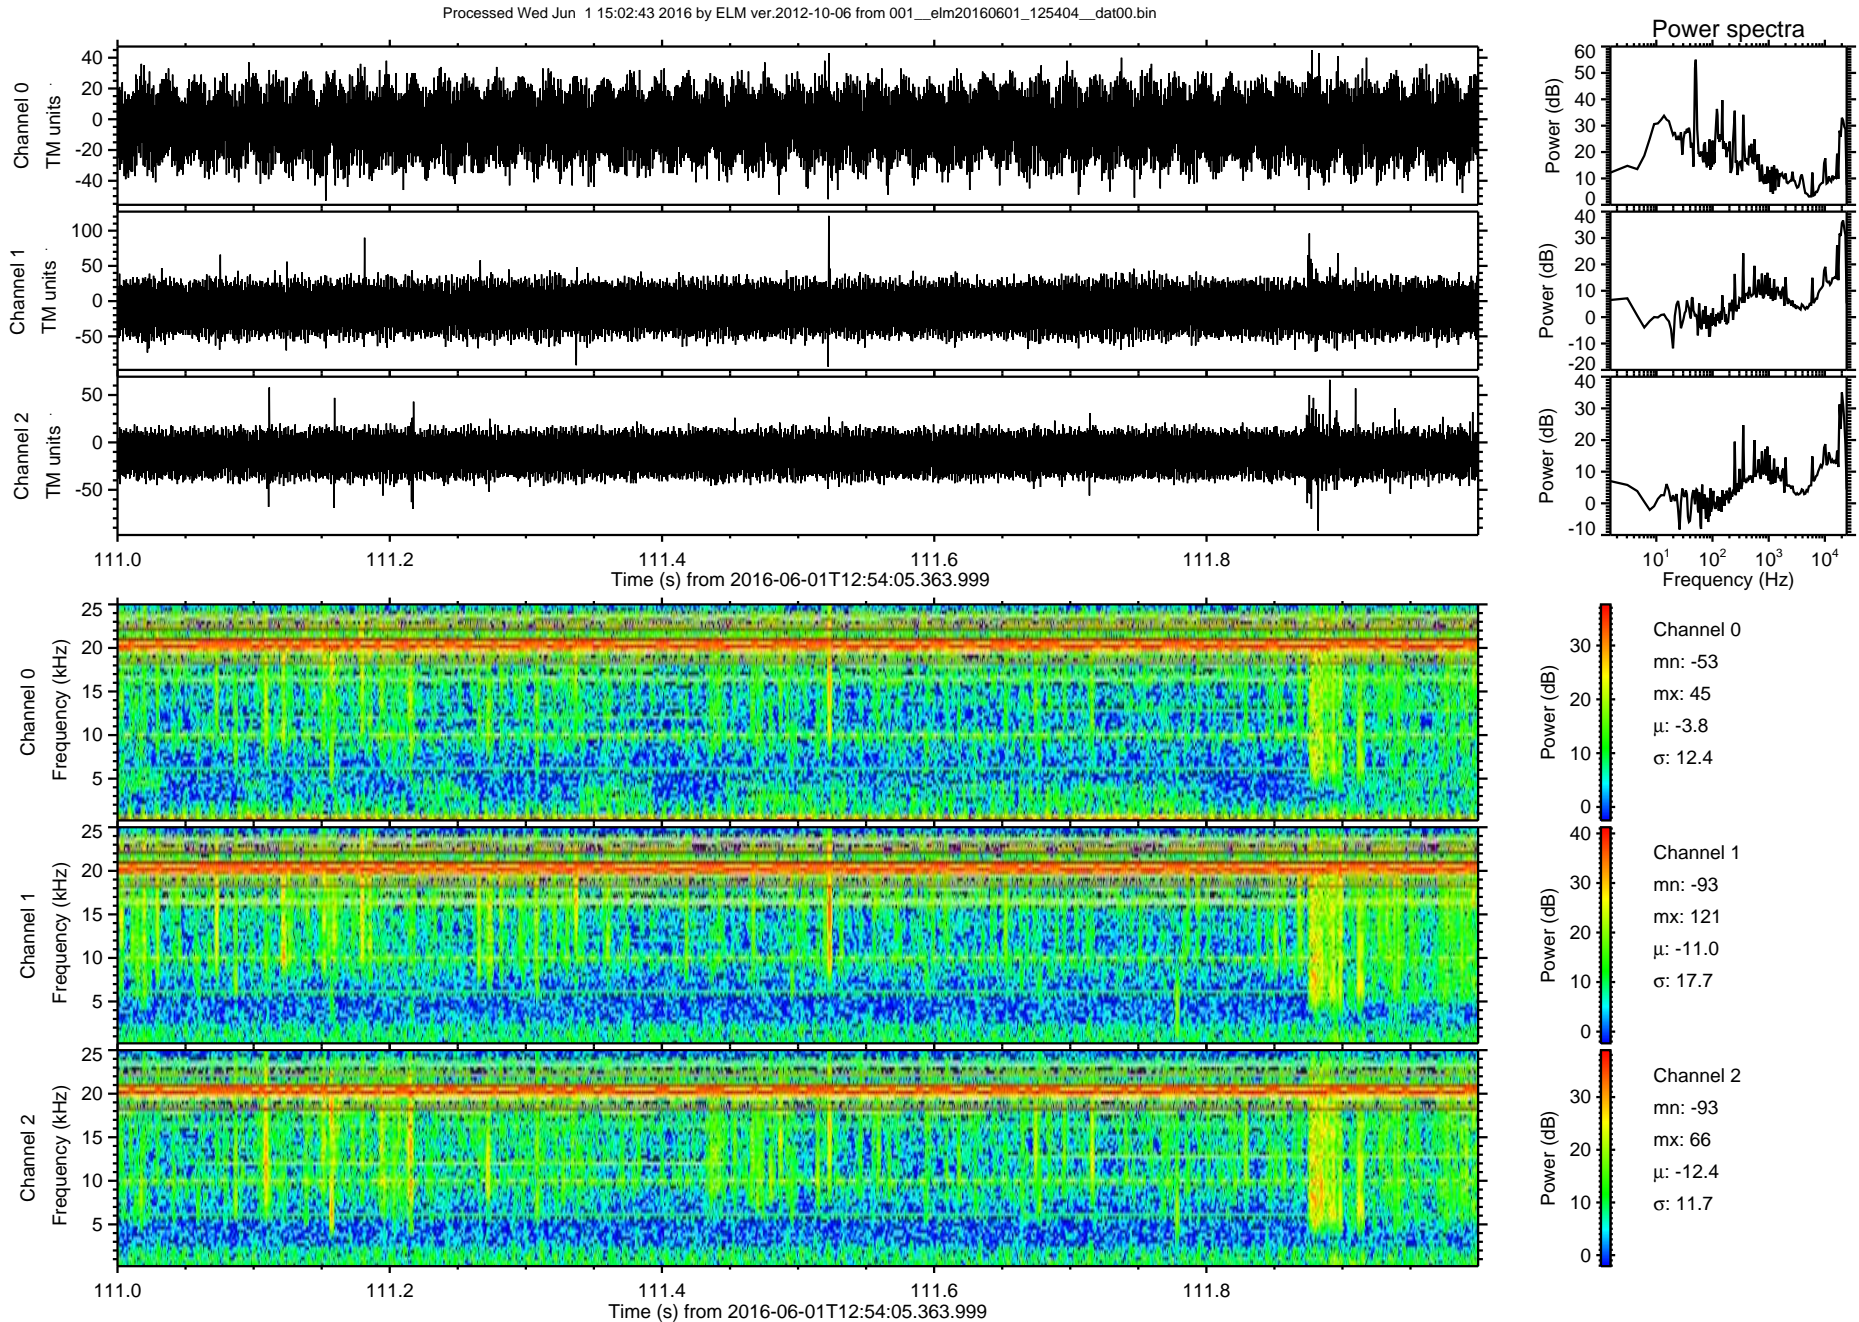 Processed Wed Jun  1 15:02:43 2016 by ELM ver.2012-10-06 from 001__elm20160601_125404__dat00.bin
Power spectra
Channel 0
TM units
40
20
0
-20
-40
Power (dB)
60
50
40
30
20
10
0
Channel 1
TM units
100
50
0
-50
Power (dB)
40
30
20
10
0
-10
-20
Channel 2
TM units
50
0
-50
Power (dB)
40
30
20
10
0
-10
111.0 111.2 111.4 111.6 111.8
Time (s) from 2016-06-01T12:54:05.363.999
10^1 10^2 10^3 10^4
Frequency (Hz)
Channel 0
Frequency (kHz)
25
20
15
10
5
Power (dB)
30
20
10
0
Channel 0
mn: -53
mx: 45
μ: -3.8
σ: 12.4
Channel 1
Frequency (kHz)
25
20
15
10
5
Power (dB)
40
30
20
10
0
Channel 1
mn: -93
mx: 121
μ: -11.0
σ: 17.7
Channel 2
Frequency (kHz)
25
20
15
10
5
Power (dB)
30
20
10
0
Channel 2
mn: -93
mx: 66
μ: -12.4
σ: 11.7
111.0 111.2 111.4 111.6 111.8
Time (s) from 2016-06-01T12:54:05.363.999